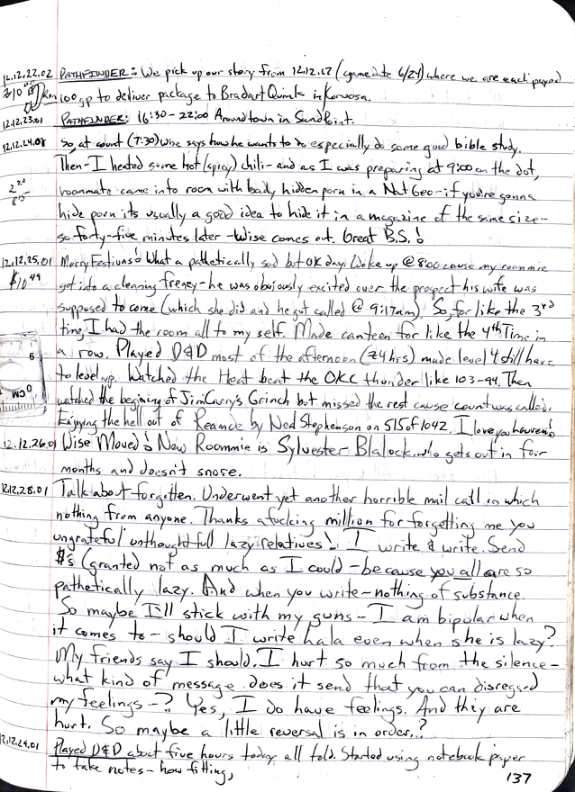 12.12.22.02 PATHFINDER: We pick up our story from 12.12.17 (game date 6/24) where we are each payed
100 gp to deliver package to Bradart Quink in Korvosa.
12.12.23.01 PATHFINDER: 16:30-22:00 Around town in Sandpoint.
12.12.24.01 So at count (7:30) Wise says how he wants to do especially do some good bible study.
Then- I heated some hot (spicy) chili- and as I was preparing at 9:00 on the dot,
roommate came into room with badly hidden porn in a Nat Geo- if you're gonna
hide porn its usually a good idea to hide it in a magazine of the same size-
so forty-five minutes later- Wise comes out. Great B.S.!
12.12.25.01 Merry Festivus! What a pathetically sad but OK day. Woke up @ 8:00 cause my roommie
$10.49 got into a cleaning frenzy- he was obviously excited over the prospect his wife was
supposed to come (which she did and he got called @ 9:17am). So, for like the 3rd
time, I had the room all to my self. Made canteen for like the 4th Time in
a row. Played D&D most of the afternoon (≈4 hrs) made level 4 still have
to level up. Watched the Heat beat the OKC thunder like 103-94. Then
watched the begining of Jim Carry's Grinch but missed the rest cause count was called.
Enjoying the hell out of Reamde by Ned Stephenson on 515 of 1042. I love you
12.12.26.01 Wise Moved! New Roommie is Sylvester Blalock who gets out in four
months and doesn't snore.
12.12.28.01 Talk about forgotten. Underwent yet another horrible mail call in which
nothing from anyone. Thanks a fucking million for forgetting me you
ungrateful unthoughtfull lazy relatives! I write & write. Send
$'s (granted not as much as I could- because you all are so
pathetically lazy. And when you write- nothing of substance.
So maybe I'll stick with my guns- I am bipolar when
it comes to- should I write hala even when she is lazy?
My friends say I should. I hurt so much from the silence-
what kind of message does it send that you can disregard
my feelings-? Yes, I do have feelings. And they are
hurt. So maybe a little reversal is in order.?
12.12.29.01 Played D&D about five hours today all told. Started using notebook paper
to take notes- how fitting,
137